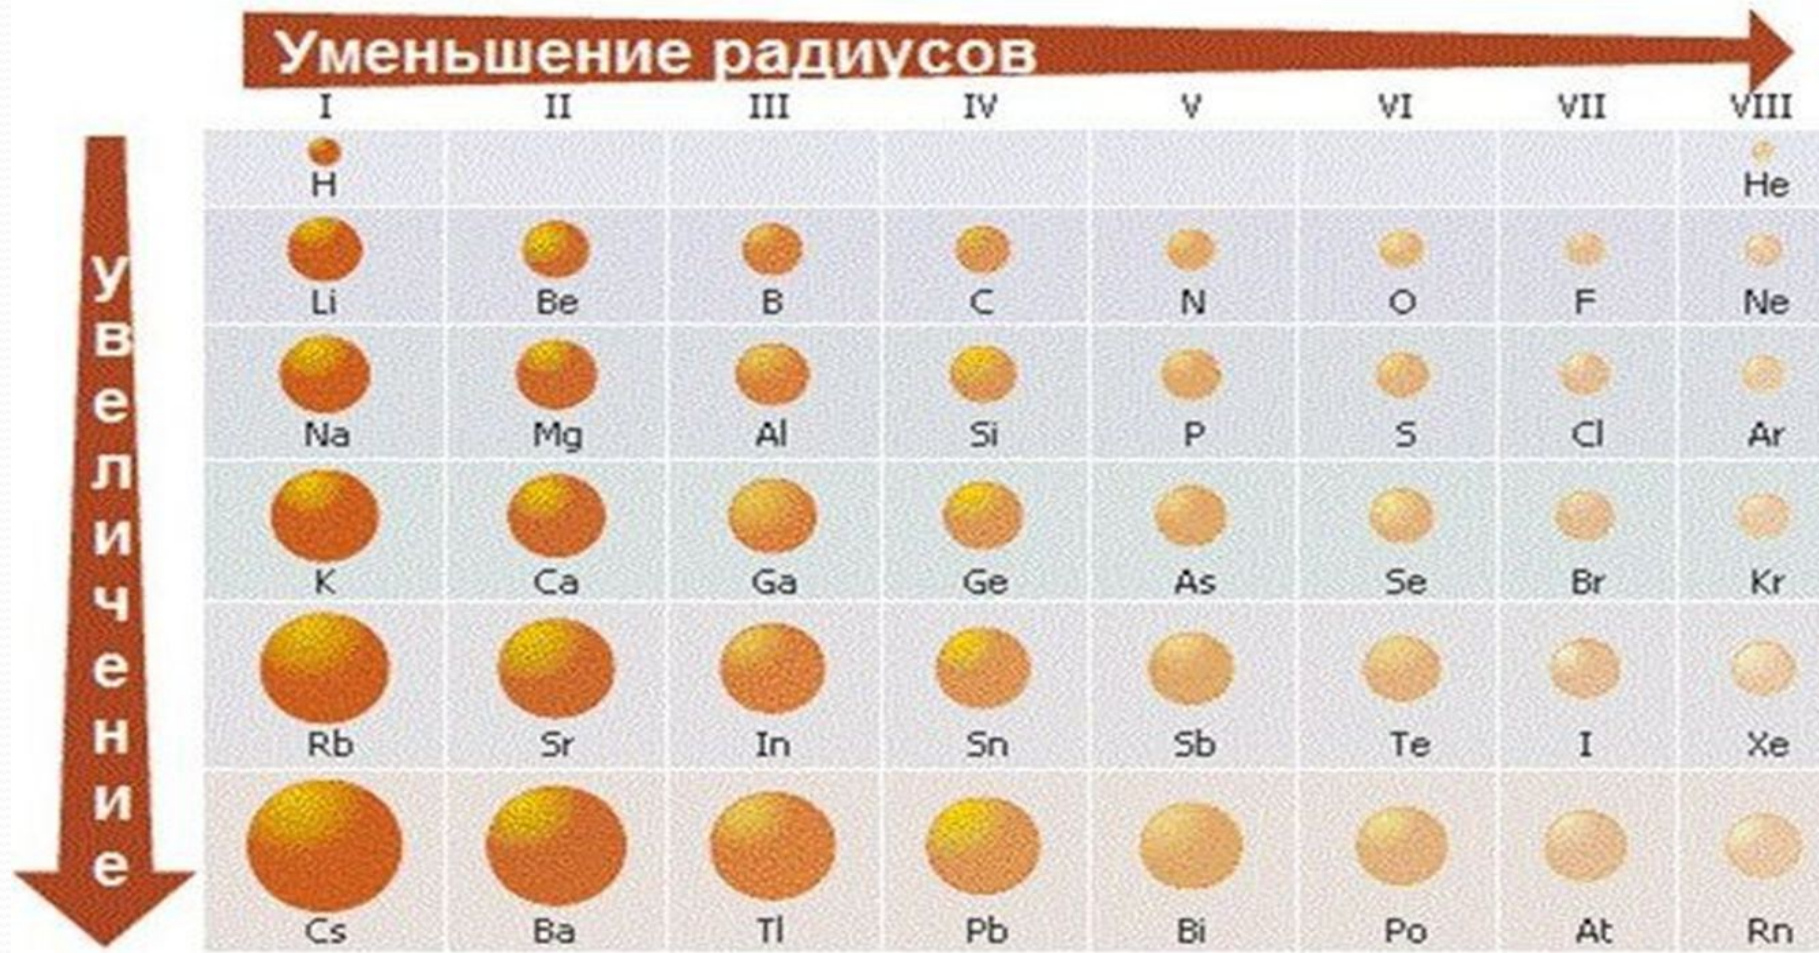 Уменьшение радиусов
I II III IV V VI VII VIII
Увеличение
H He
Li Be B C N O F Ne
Na Mg Al Si P S Cl Ar
K Ca Ga Ge As Se Br Kr
Rb Sr In Sn Sb Te I Xe
Cs Ba Tl Pb Bi Po At Rn